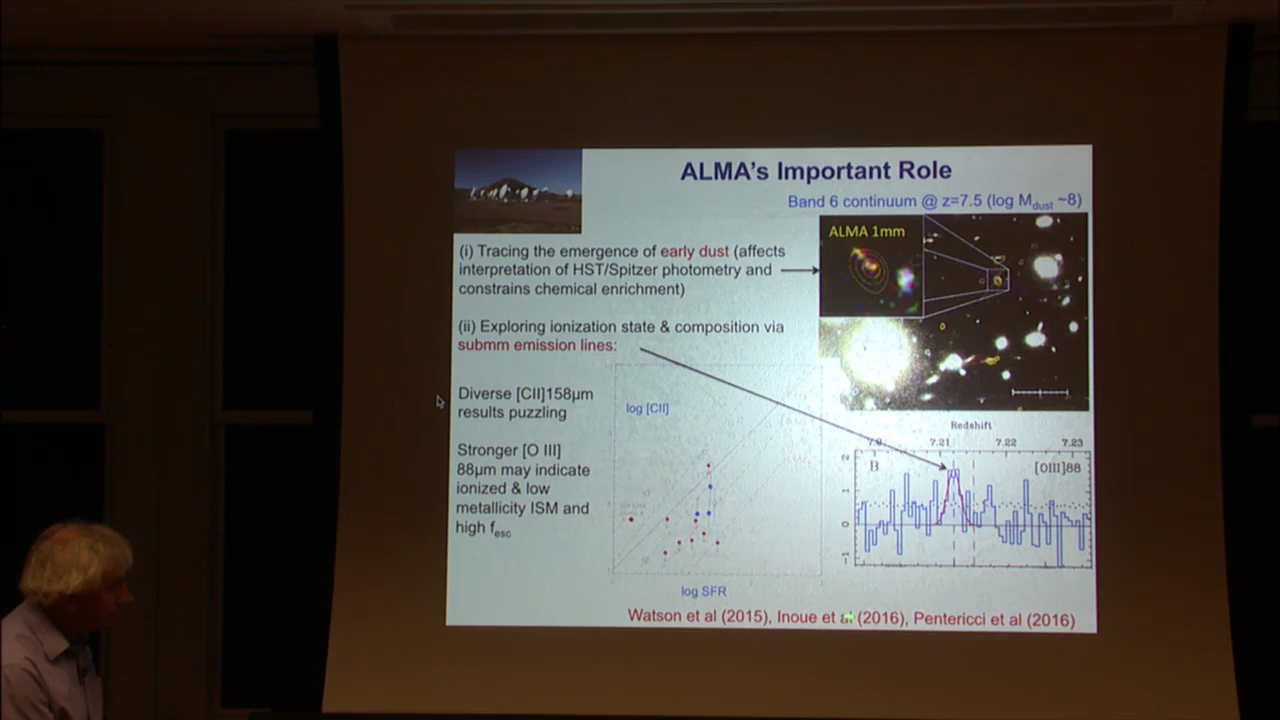 ALMA's Important Role
Band 6 continuum @ z=7.5 (log Mdust ~8)
(i) Tracing the emergence of early dust (affects
interpretation of HST/Spitzer photometry and
constrains chemical enrichment)
ALMA 1mm
(ii) Exploring ionization state & composition via
submm emission lines:
Diverse [CII]158μm
results puzzling
Stronger [O III]
88μm may indicate
ionized & low
metallicity ISM and
high fesc
log [CII]
log SFR
Redshift
7.21 7.22 7.23
B [OIII]88
2
1
0
-1
Watson et al (2015), Inoue et al (2016), Pentericci et al (2016)